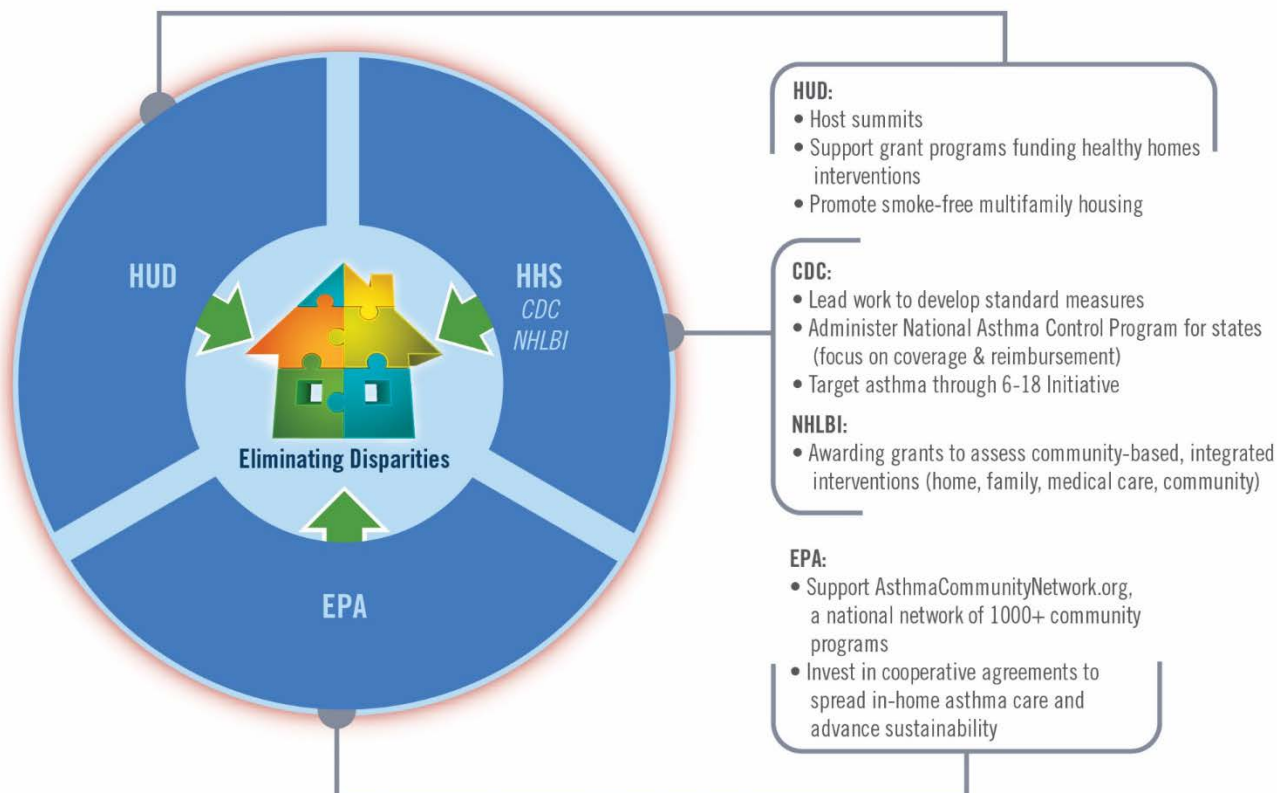 HUD
HHS
CDC
NHLBI
Eliminating Disparities
EPA
HUD:
• Host summits
• Support grant programs funding healthy homes
interventions
• Promote smoke-free multifamily housing
CDC:
• Lead work to develop standard measures
• Administer National Asthma Control Program for states
(focus on coverage & reimbursement)
• Target asthma through 6-18 Initiative
NHLBI:
• Awarding grants to assess community-based, integrated
interventions (home, family, medical care, community)
EPA:
• Support AsthmaCommunityNetwork.org,
a national network of 1000+ community
programs
• Invest in cooperative agreements to
spread in-home asthma care and
advance sustainability